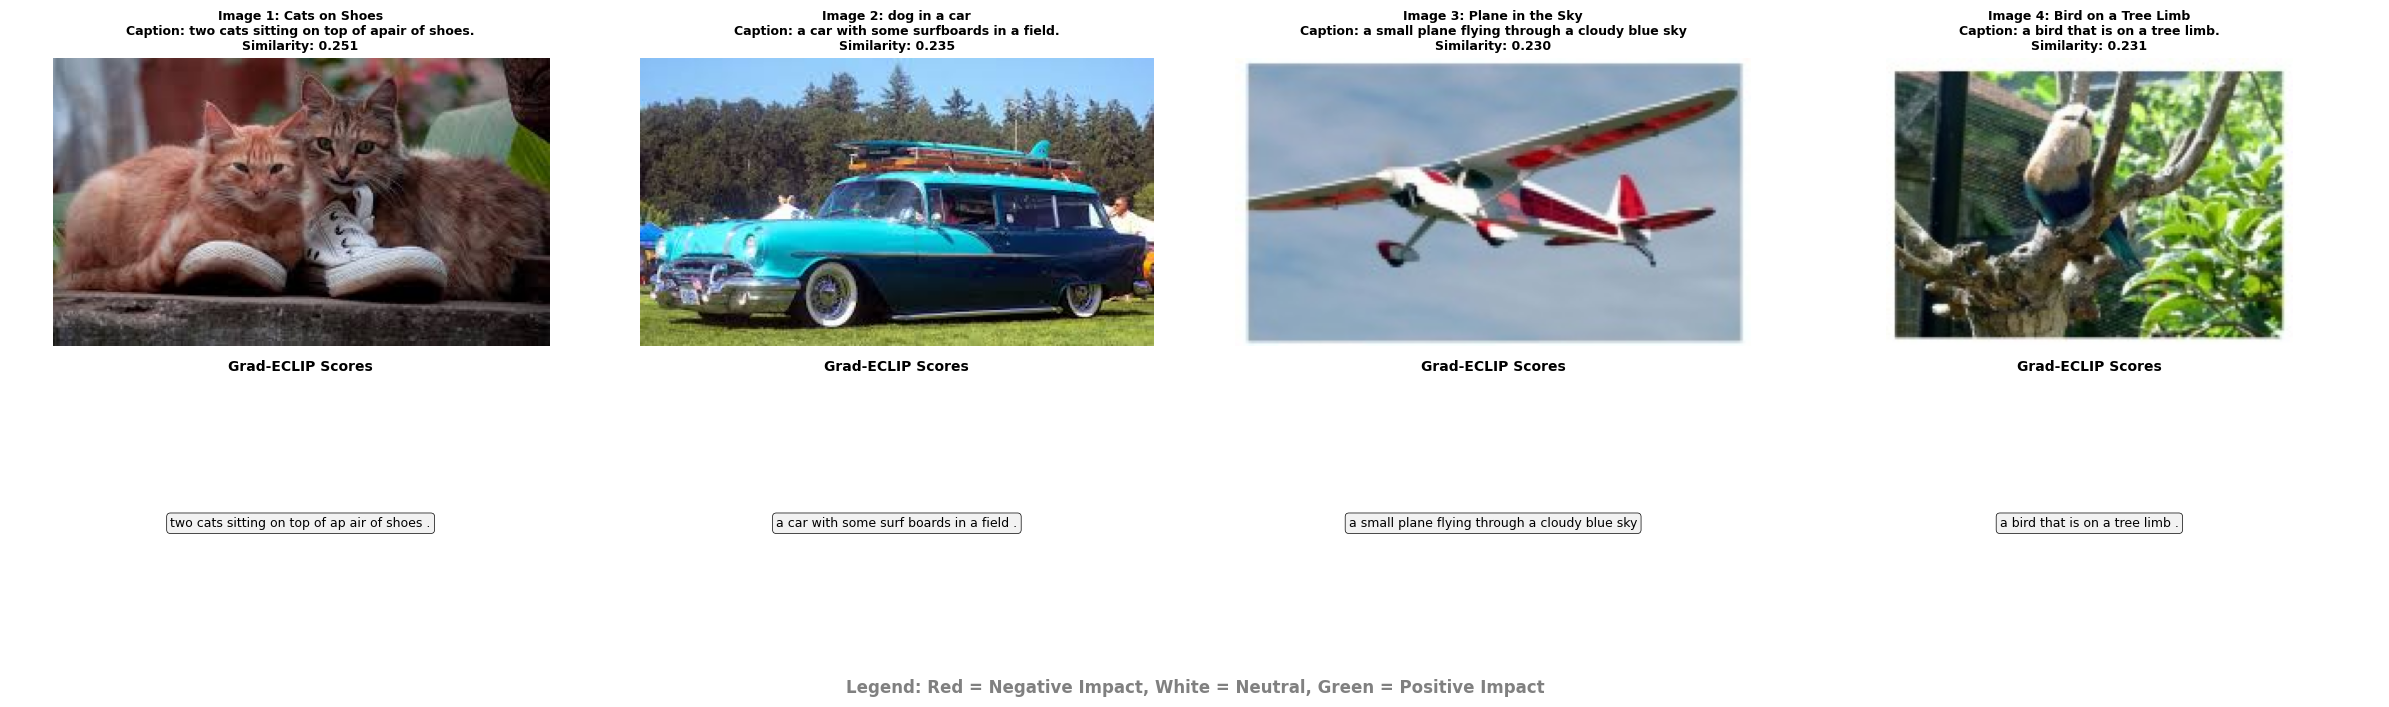 Image 1: Cats on Shoes
Caption: two cats sitting on top of apair of shoes.
Similarity: 0.251
Image 2: dog in a car
Caption: a car with some surfboards in a field.
Similarity: 0.235
Image 3: Plane in the Sky
Caption: a small plane flying through a cloudy blue sky
Similarity: 0.230
Image 4: Bird on a Tree Limb
Caption: a bird that is on a tree limb.
Similarity: 0.231
Grad-ECLIP Scores
Grad-ECLIP Scores
Grad-ECLIP Scores
Grad-ECLIP Scores
two cats sitting on top of ap air of shoes .
a car with some surf boards in a field .
a small plane flying through a cloudy blue sky
a bird that is on a tree limb .
Legend: Red = Negative Impact, White = Neutral, Green = Positive Impact